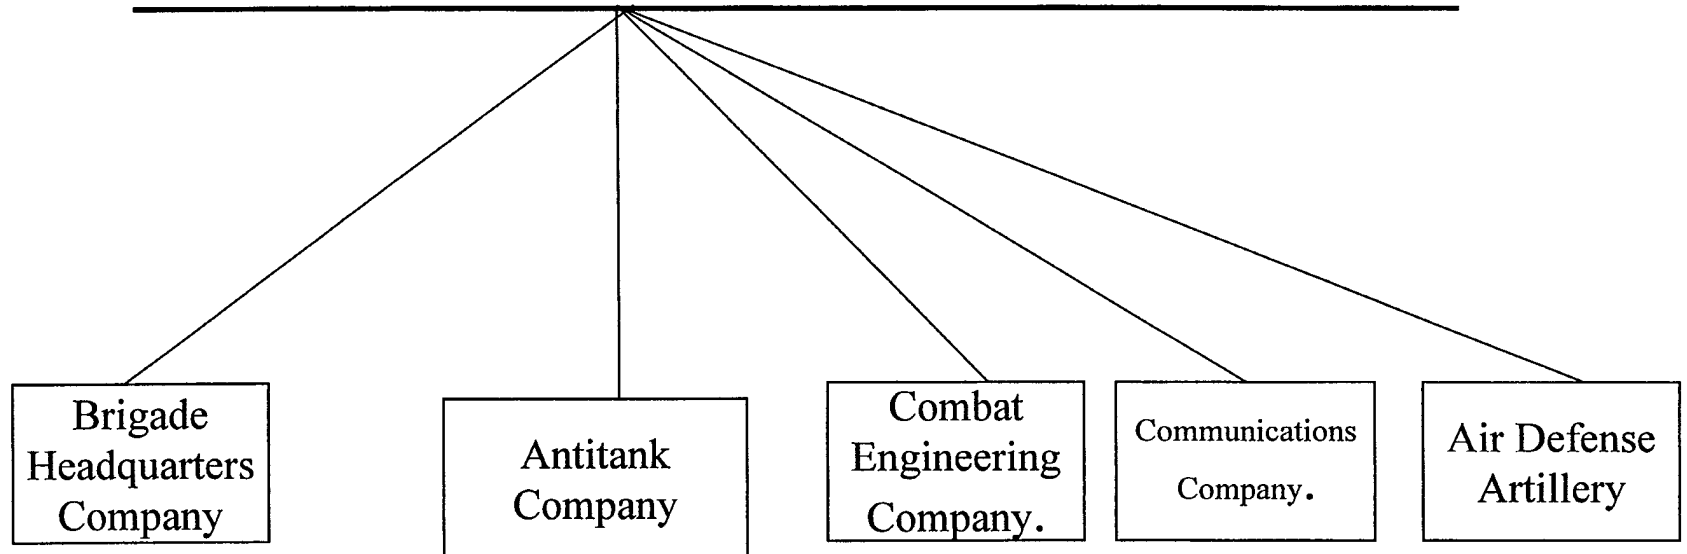 Brigade
Headquarters
Company
Antitank
Company
Combat
Engineering
Company.
Communications
Company.
Air Defense
Artillery